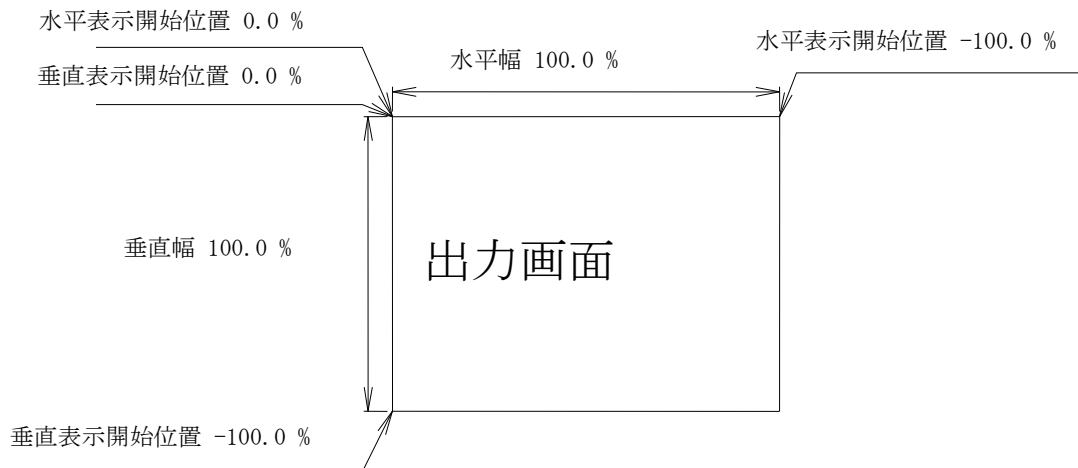 水平表示開始位置 0.0 %
垂直表示開始位置 0.0 %
水平幅 100.0 %
水平表示開始位置 -100.0 %
垂直幅 100.0 %
出力画面
垂直表示開始位置 -100.0 %